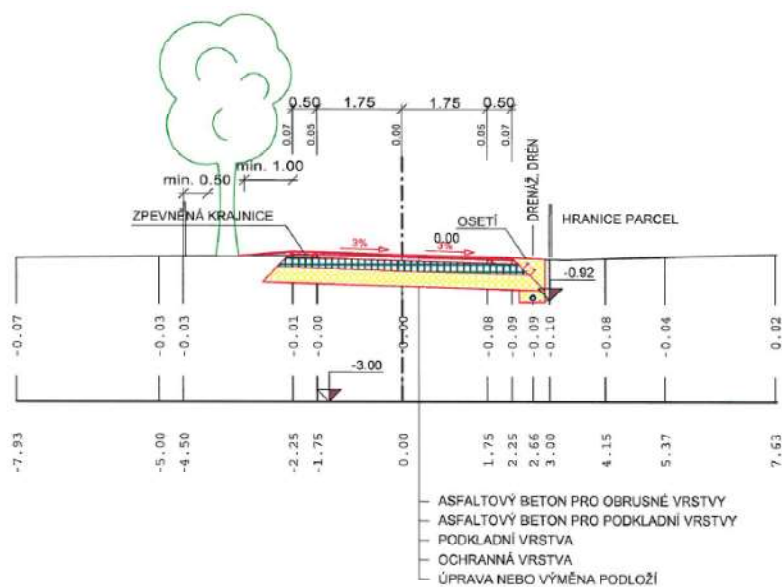 0.50 1.75 1.75 0.50
0.07 0.05 0.00 0.05 0.07
min. 1.00
min. 0.50
DRENÁŽ, DRÉN
ZPEVNĚNÁ KRAJNICE
OSETÍ
HRANICE PARCEL
3% 0.00 3%
-0.92
-0.07 -0.03 -0.03 -0.01 -0.00 0.00 -0.08 -0.09 -0.09 -0.10 -0.08 -0.04 0.02
-3.00
-7.93 -5.00 -4.50 -2.25 -1.75 0.00 1.75 2.25 2.66 3.00 4.15 5.37 7.63
ASFALTOVÝ BETON PRO OBRUSNÉ VRSTVY
ASFALTOVÝ BETON PRO PODKLADNÍ VRSTVY
PODKLADNÍ VRSTVA
OCHRANNÁ VRSTVA
ÚPRAVA NEBO VÝMĚNA PODLOŽÍ